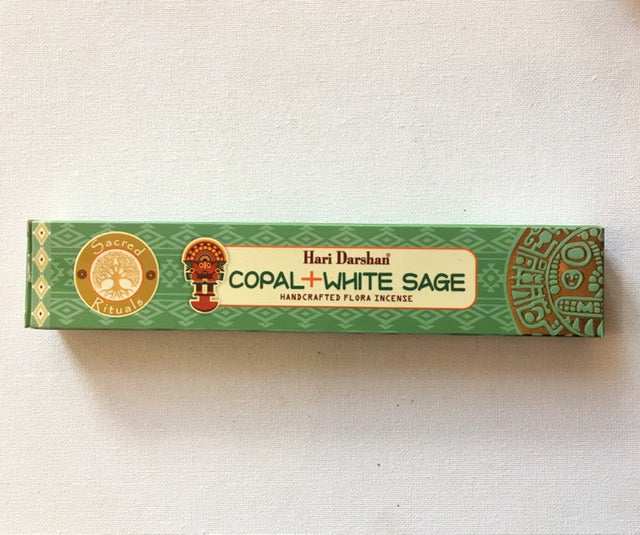 Sacred
Rituals
Hari Darshan®
COPAL+WHITE SAGE
HANDCRAFTED FLORA INCENSE